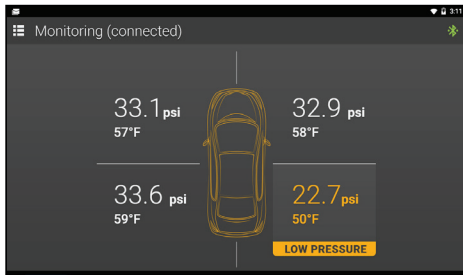 3:11
Monitoring (connected)
33.1 psi
57°F
32.9 psi
58°F
33.6 psi
59°F
22.7 psi
50°F
LOW PRESSURE